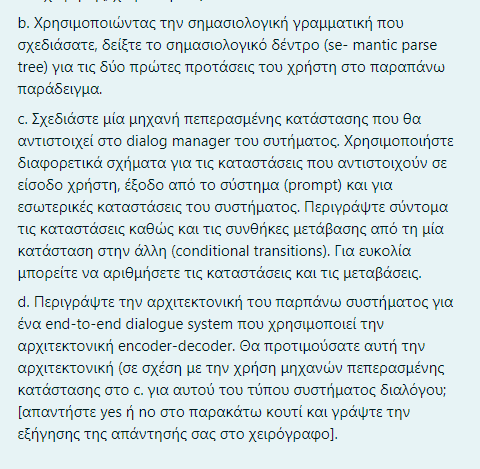 b. Χρησιμοποιώντας την σημασιολογική γραμματική που
σχεδιάσατε, δείξτε το σημασιολογικό δέντρο (se- mantic parse
tree) για τις δύο πρώτες προτάσεις του χρήστη στο παραπάνω
παράδειγμα.
c. Σχεδιάστε μία μηχανή πεπερασμένης κατάστασης που θα
αντιστοιχεί στο dialog manager του συτήματος. Χρησιμοποιήστε
διαφορετικά σχήματα για τις καταστάσεις που αντιστοιχούν σε
είσοδο χρήστη, έξοδο από το σύστημα (prompt) και για
εσωτερικές καταστάσεις του συστήματος. Περιγράψτε σύντομα
τις καταστάσεις καθώς και τις συνθήκες μετάβασης από τη μία
κατάσταση στην άλλη (conditional transitions). Για ευκολία
μπορείτε να αριθμήσετε τις καταστάσεις και τις μεταβάσεις.
d. Περιγράψτε την αρχιτεκτονική του παρπάνω συστήματος για
ένα end-to-end dialogue system που χρησιμοποιεί την
αρχιτεκτονική encoder-decoder. Θα προτιμούσατε αυτή την
αρχιτεκτονική (σε σχέση με την χρήση μηχανών πεπερασμένης
κατάστασης στο c. για αυτού του τύπου συστήματος διαλόγου;
[απαντήστε yes ή no στο παρακάτω κουτί και γράψτε την
εξήγησης της απάντησής σας στο χειρόγραφο].